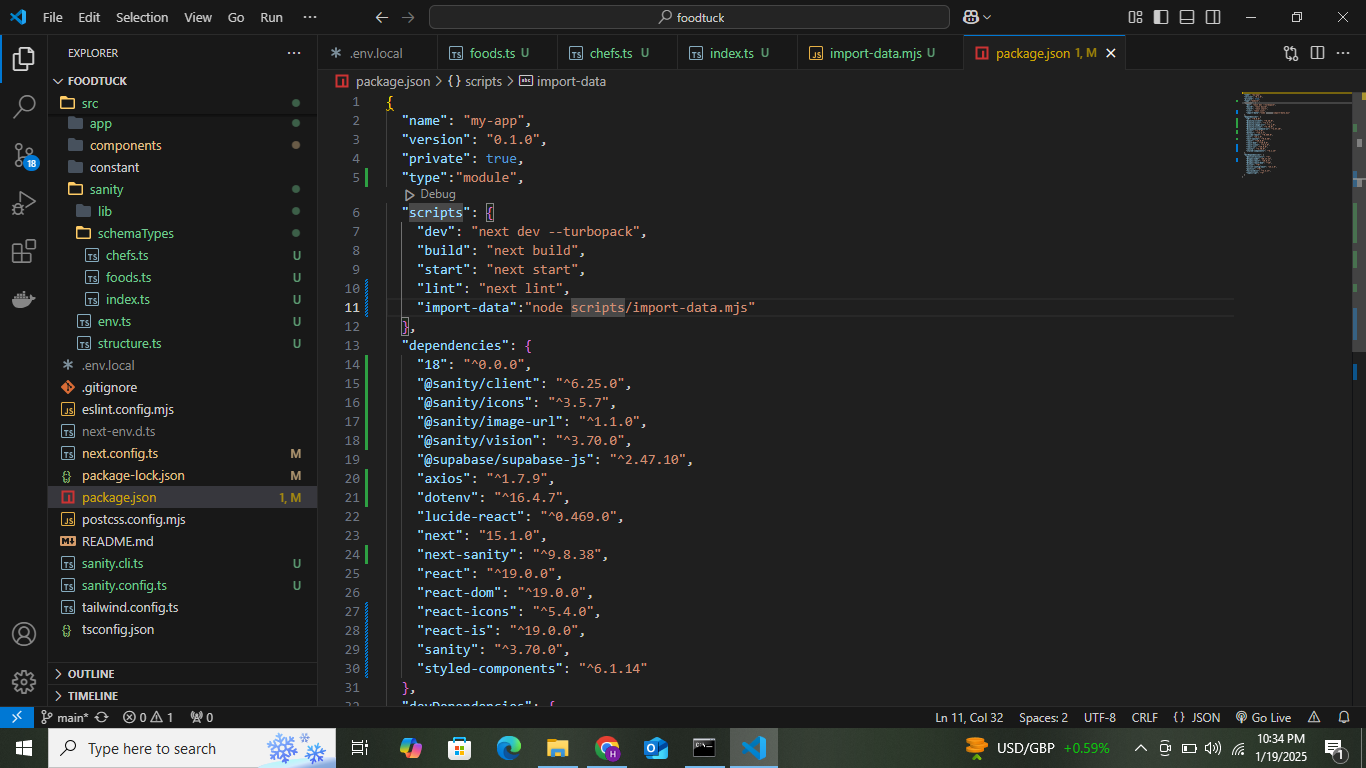 File Edit Selection View Go Run ··· foodtuck
EXPLORER ···
FOODTUCK
src
app
components
constant
sanity
lib
schemaTypes
chefs.ts U
foods.ts U
index.ts U
env.ts U
structure.ts U
.env.local
.gitignore
eslint.config.mjs
next-env.d.ts
next.config.ts M
package-lock.json M
package.json 1, M
postcss.config.mjs
README.md
sanity.cli.ts U
sanity.config.ts U
tailwind.config.ts
tsconfig.json
OUTLINE
TIMELINE
18
.env.local foods.ts U chefs.ts U index.ts U import-data.mjs U package.json 1, M
package.json > {} scripts > import-data
1 {
2 "name": "my-app",
3 "version": "0.1.0",
4 "private": true,
5 "type":"module",
Debug
6 "scripts": {
7 "dev": "next dev --turbopack",
8 "build": "next build",
9 "start": "next start",
10 "lint": "next lint",
11 "import-data":"node scripts/import-data.mjs"
12 },
13 "dependencies": {
14 "18": "^0.0.0",
15 "@sanity/client": "^6.25.0",
16 "@sanity/icons": "^3.5.7",
17 "@sanity/image-url": "^1.1.0",
18 "@sanity/vision": "^3.70.0",
19 "@supabase/supabase-js": "^2.47.10",
20 "axios": "^1.7.9",
21 "dotenv": "^16.4.7",
22 "lucide-react": "^0.469.0",
23 "next": "15.1.0",
24 "next-sanity": "^9.8.38",
25 "react": "^19.0.0",
26 "react-dom": "^19.0.0",
27 "react-icons": "^5.4.0",
28 "react-is": "^19.0.0",
29 "sanity": "^3.70.0",
30 "styled-components": "^6.1.14"
31 },
32 "devDependencies": {
main* 0 1 0 Ln 11, Col 32 Spaces: 2 UTF-8 CRLF {} JSON Go Live
Type here to search USD/GBP +0.59% 10:34 PM
1/19/2025
1